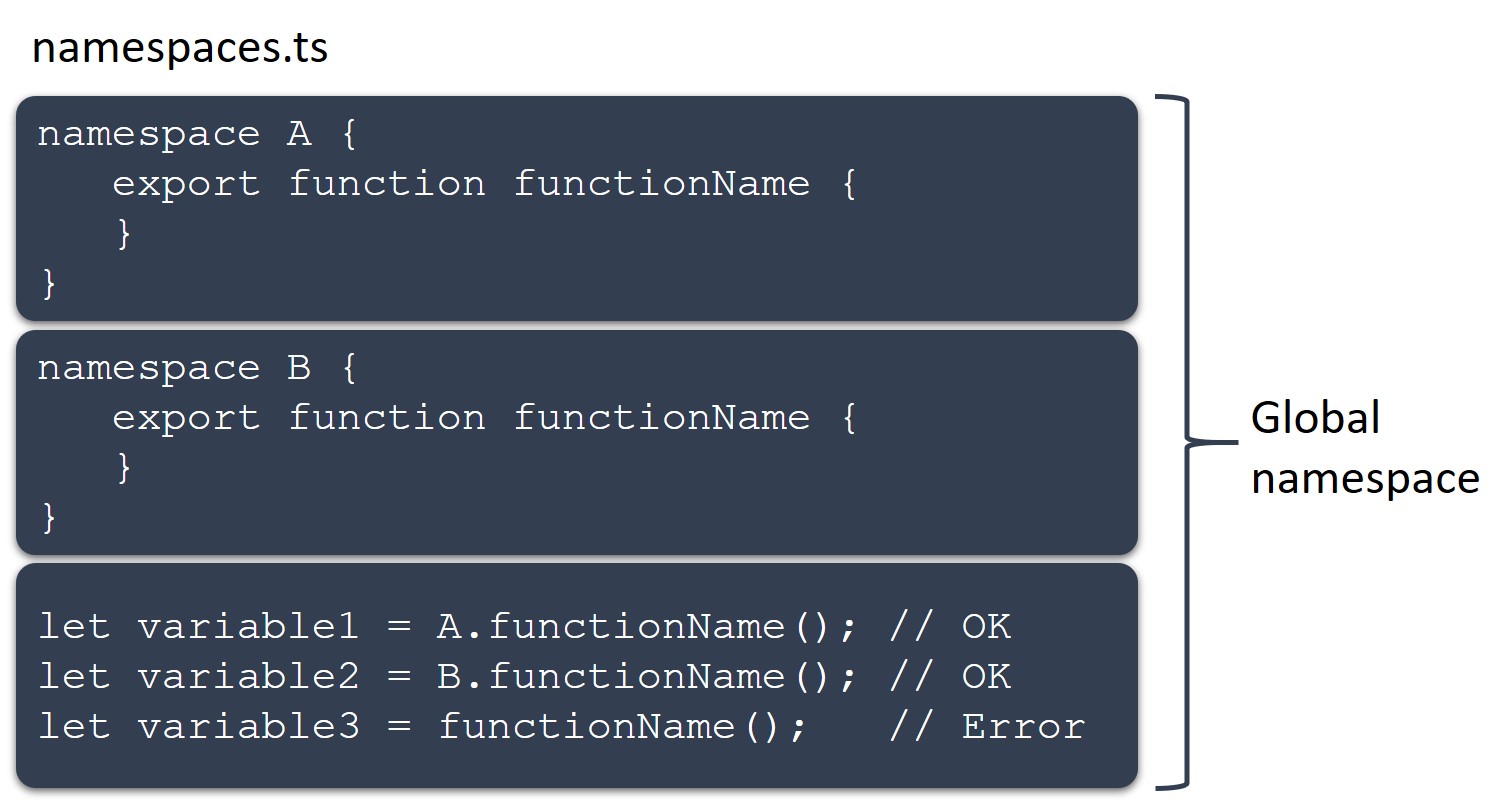 namespaces.ts
namespace A {
   export function functionName {
   }
}
namespace B {
   export function functionName {
   }
}
let variable1 = A.functionName(); // OK
let variable2 = B.functionName(); // OK
let variable3 = functionName();   // Error
Global
namespace